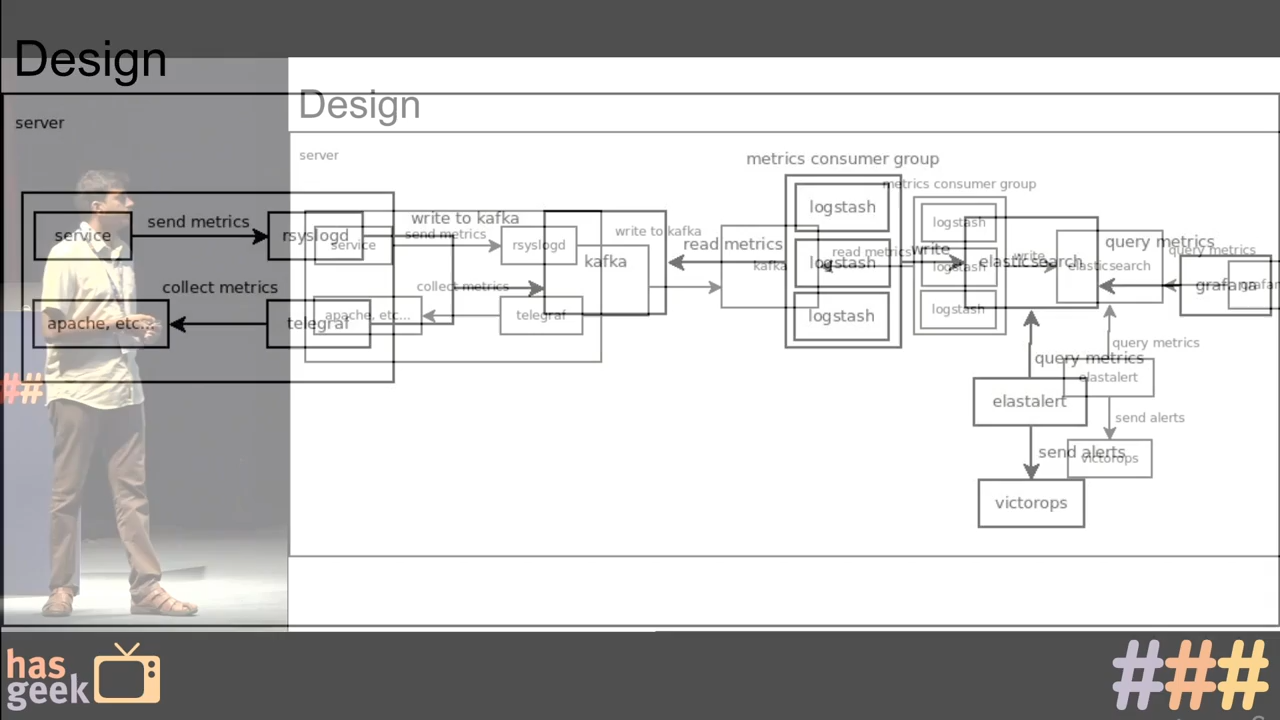 Design
Design
server
server
metrics consumer group
metrics consumer group
logstash
logstash
logstash
logstash
logstash
logstash
service
send metrics
rsyslogd
service
send metrics
rsyslogd
write to kafka
write to kafka
kafka
kafka
read metrics
read metrics
write
write
elasticsearch
elasticsearch
query metrics
query metrics
grafana
collect metrics
collect metrics
apache, etc...
telegraf
apache, etc...
telegraf
query metrics
query metrics
elastalert
elastalert
send alerts
send alerts
victorops
victorops
##
has
geek
###